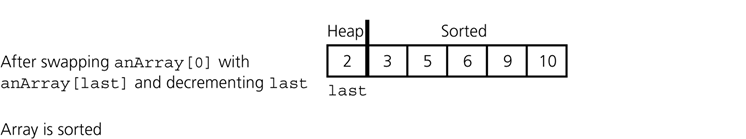 Heap Sorted
After swapping anArray[0] with
anArray[last] and decrementing last
2 3 5 6 9 10
last
Array is sorted